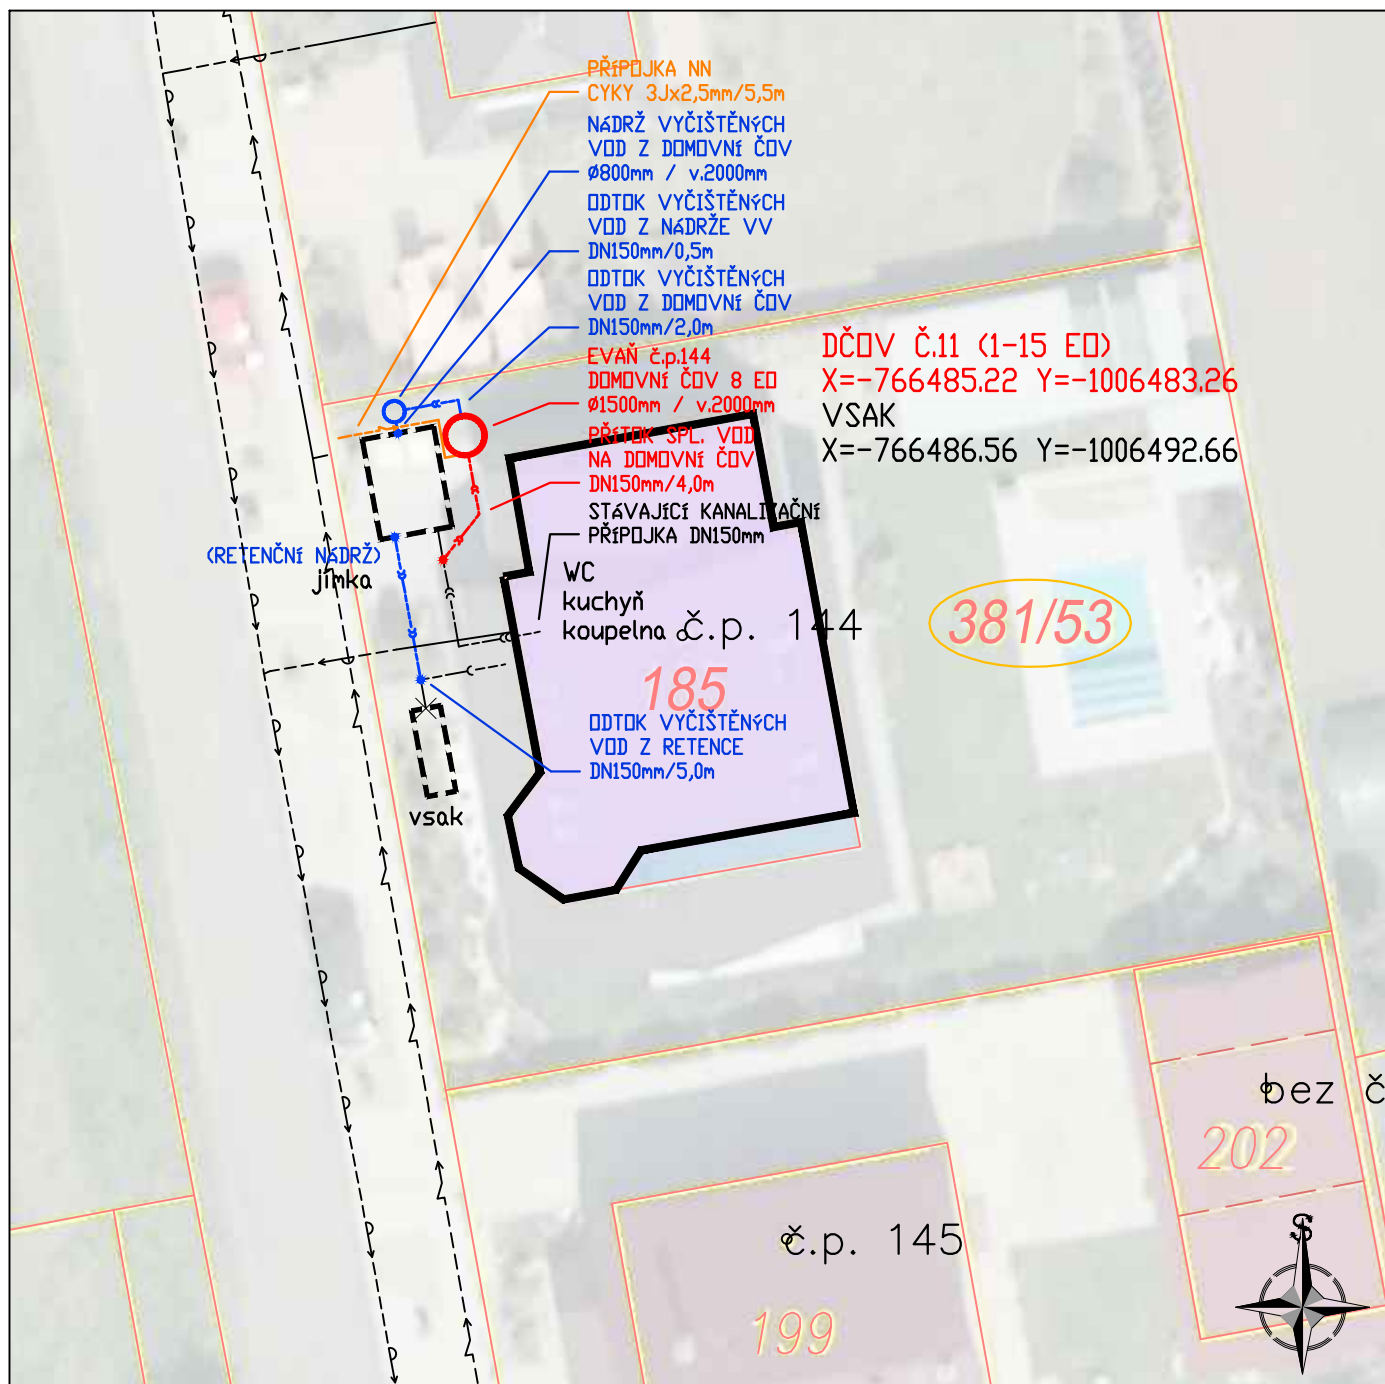 PŘÍPOJKA NN
CYKY 3Jx2,5mm/5,5m
NÁDRŽ VYČIŠTĚNÝCH
VOD Z DOMOVNÍ ČOV
Ø800mm / v.2000mm
ODTOK VYČIŠTĚNÝCH
VOD Z NÁDRŽE VV
DN150mm/0,5m
ODTOK VYČIŠTĚNÝCH
VOD Z DOMOVNÍ ČOV
DN150mm/2,0m
EVAŇ č.p.144
DOMOVNÍ ČOV 8 EO
Ø1500mm / v.2000mm
PŘÍTOK SPL. VOD
NA DOMOVNÍ ČOV
DN150mm/4,0m
STÁVAJÍCÍ KANALIZAČNÍ
PŘÍPOJKA DN150mm
DČOV Č.11 (1-15 EO)
X=-766485.22 Y=-1006483.26
VSAK
X=-766486.56 Y=-1006492.66
(RETENČNÍ NÁDRŽ)
jímka
WC
kuchyň
koupelna
č.p. 144
381/53
185
ODTOK VYČIŠTĚNÝCH
VOD Z RETENCE
DN150mm/5,0m
vsak
bez č
202
č.p. 145
199
S